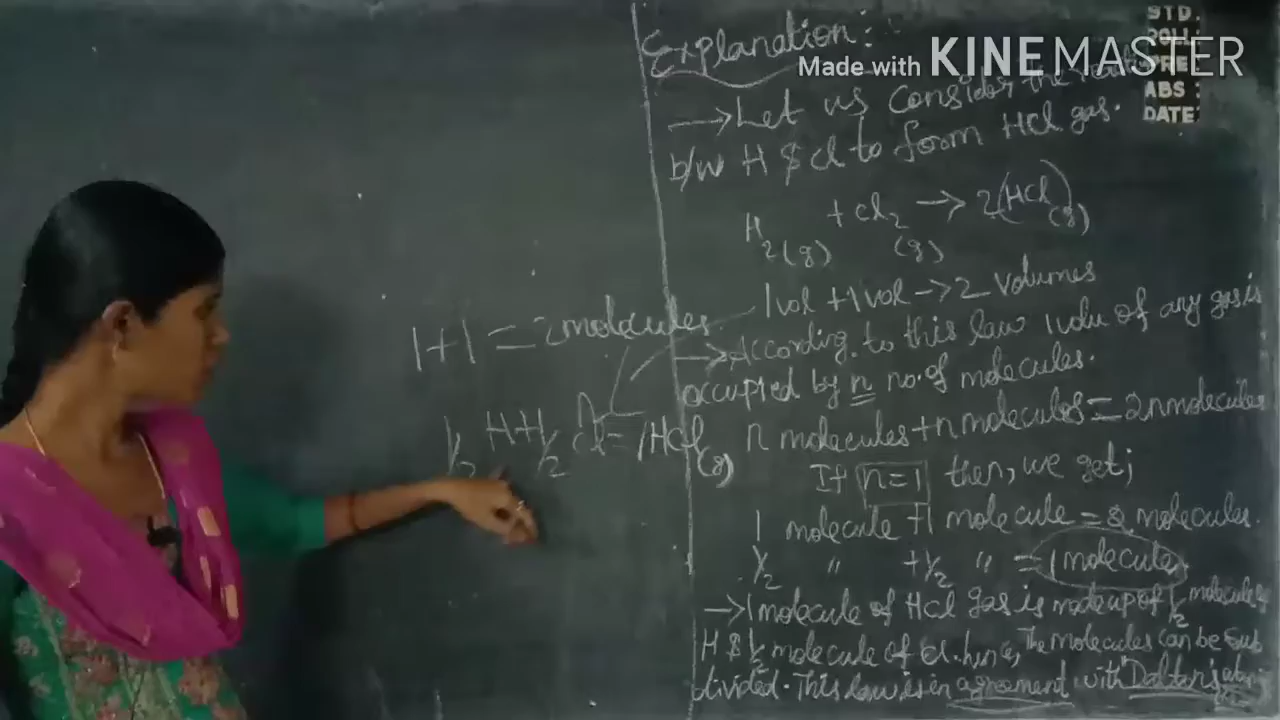 Explanation:
Made with KINEMASTER
STD.
ROLL:
PRE
ABS :
DATE
→ Let us consider the
b/w H & Cl to form HCl gas.
H2(g) + Cl2(g) → 2(HCl)(g)
1 vol + 1 vol → 2 volumes
→ According to this law 1 volu of any gas is
occupied by n no. of molecules.
n molecules + n molecules = 2n molecules
If n=1 then, we get;
1 molecule + 1 molecule = 2 molecules.
1/2 " + 1/2 " = 1 molecule
→ 1 molecule of HCl gas is made up of 1/2 molecule
H & 1/2 molecule of Cl. hence, The molecules can be sub
divided. This law is in agreement with Dalton's
1+1 = 2 molecules
1/2 H + 1/2 Cl = 1 HCl(g)